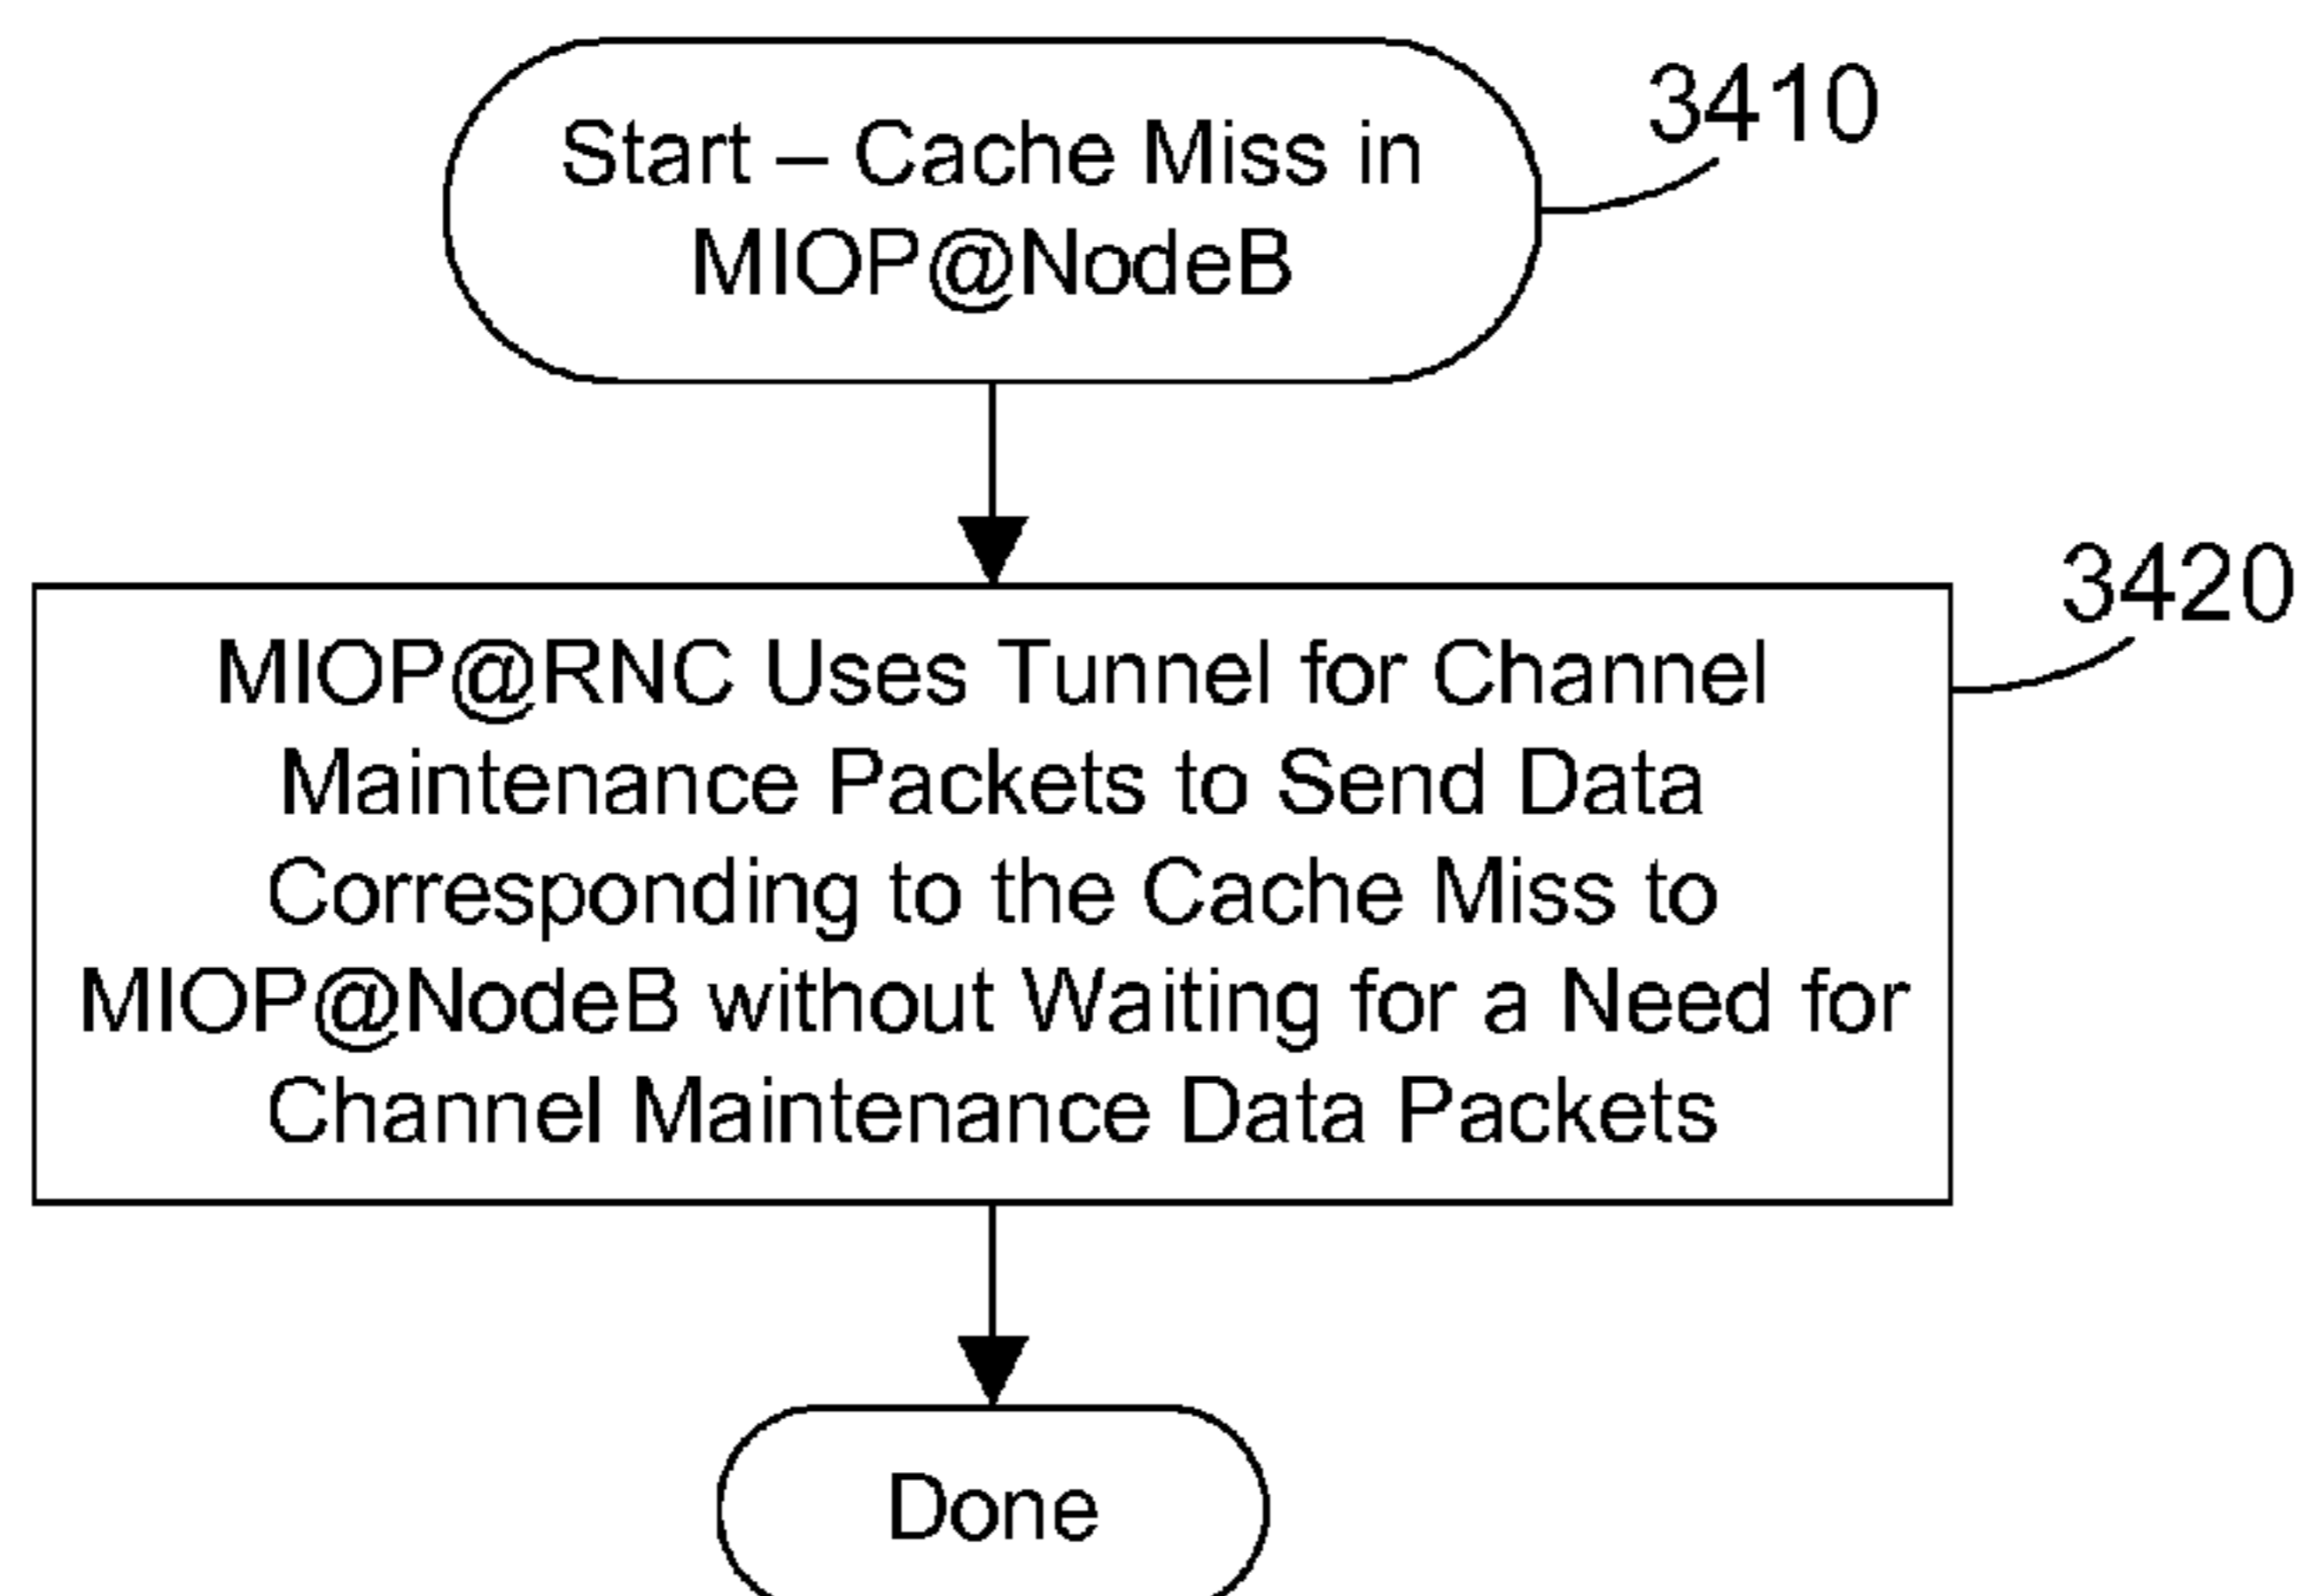 Start – Cache Miss in
MIOP@NodeB
3410
MIOP@RNC Uses Tunnel for Channel
Maintenance Packets to Send Data
Corresponding to the Cache Miss to
MIOP@NodeB without Waiting for a Need for
Channel Maintenance Data Packets
3420
Done